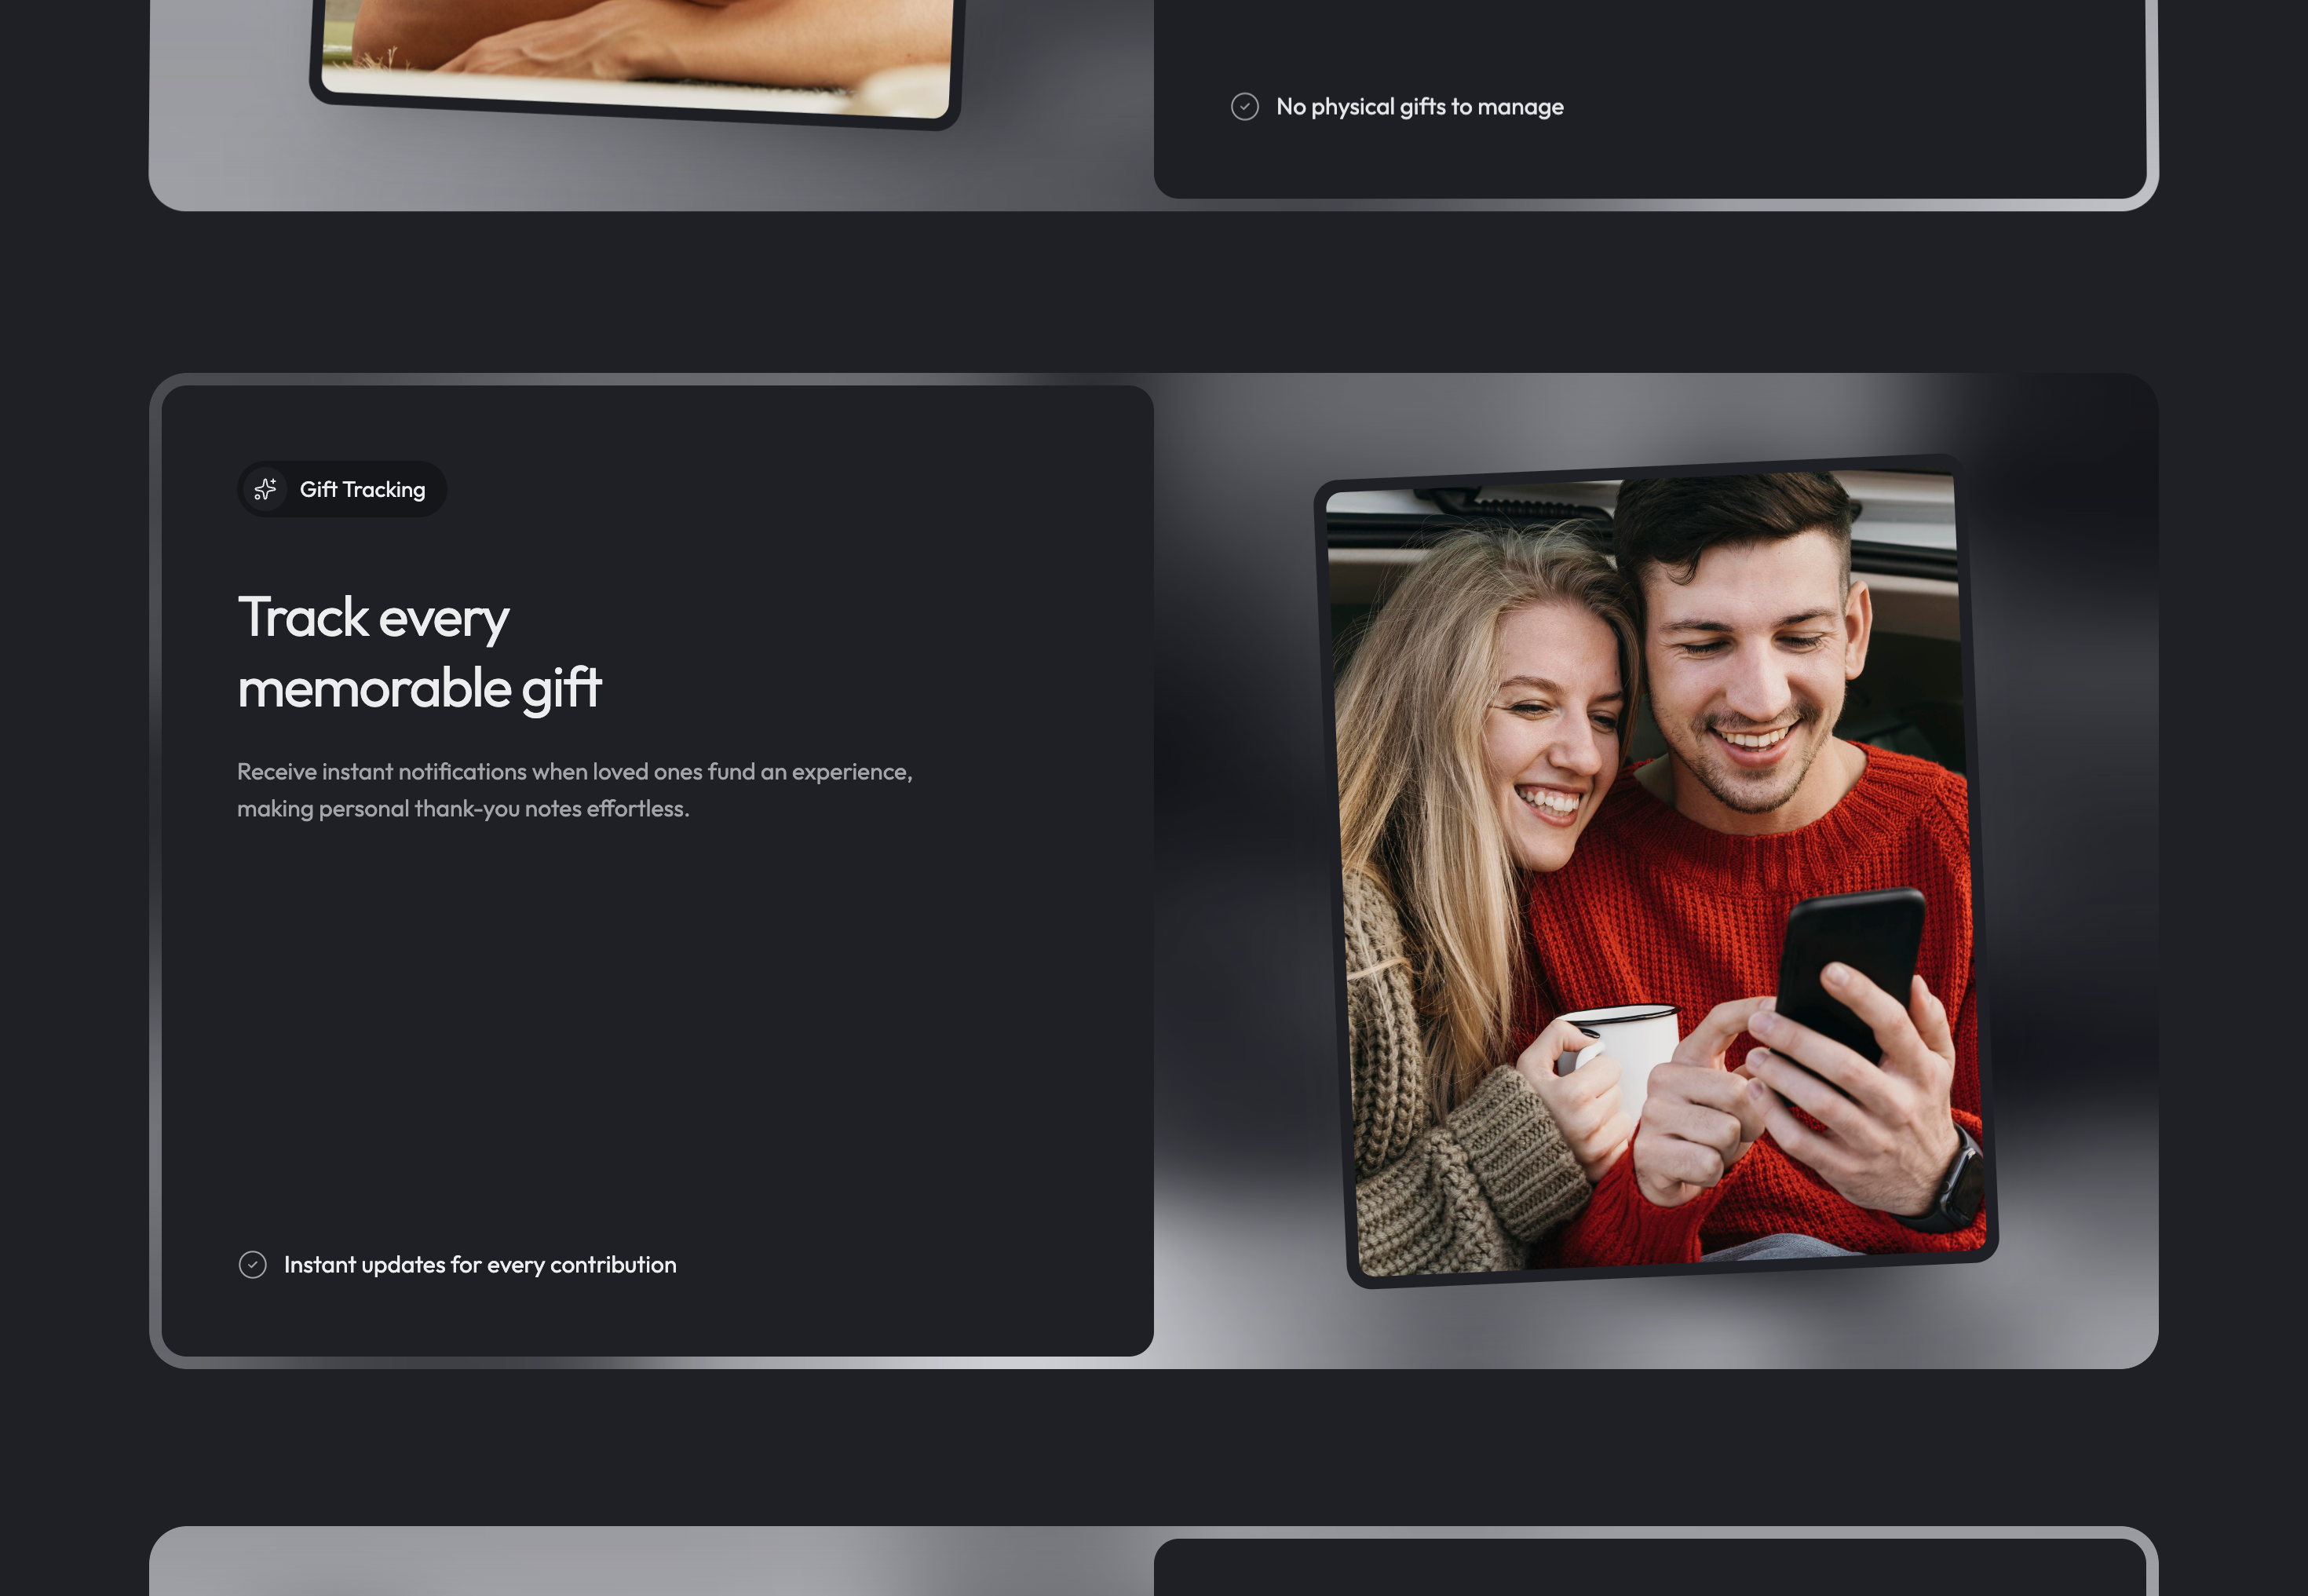 No physical gifts to manage
Gift Tracking
Track every
memorable gift
Receive instant notifications when loved ones fund an experience,
making personal thank-you notes effortless.
Instant updates for every contribution